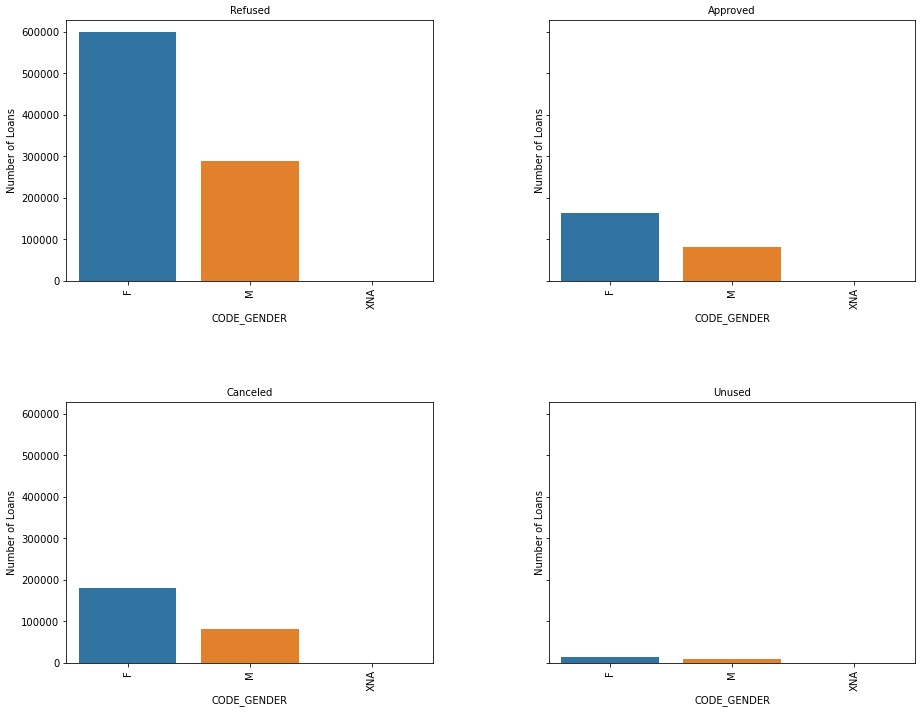 Refused
600000
500000
400000
300000
200000
100000
0
Number of Loans
F
M
XNA
CODE_GENDER
Approved
Number of Loans
F
M
XNA
CODE_GENDER
Canceled
600000
500000
400000
300000
200000
100000
0
Number of Loans
F
M
XNA
CODE_GENDER
Unused
Number of Loans
F
M
XNA
CODE_GENDER